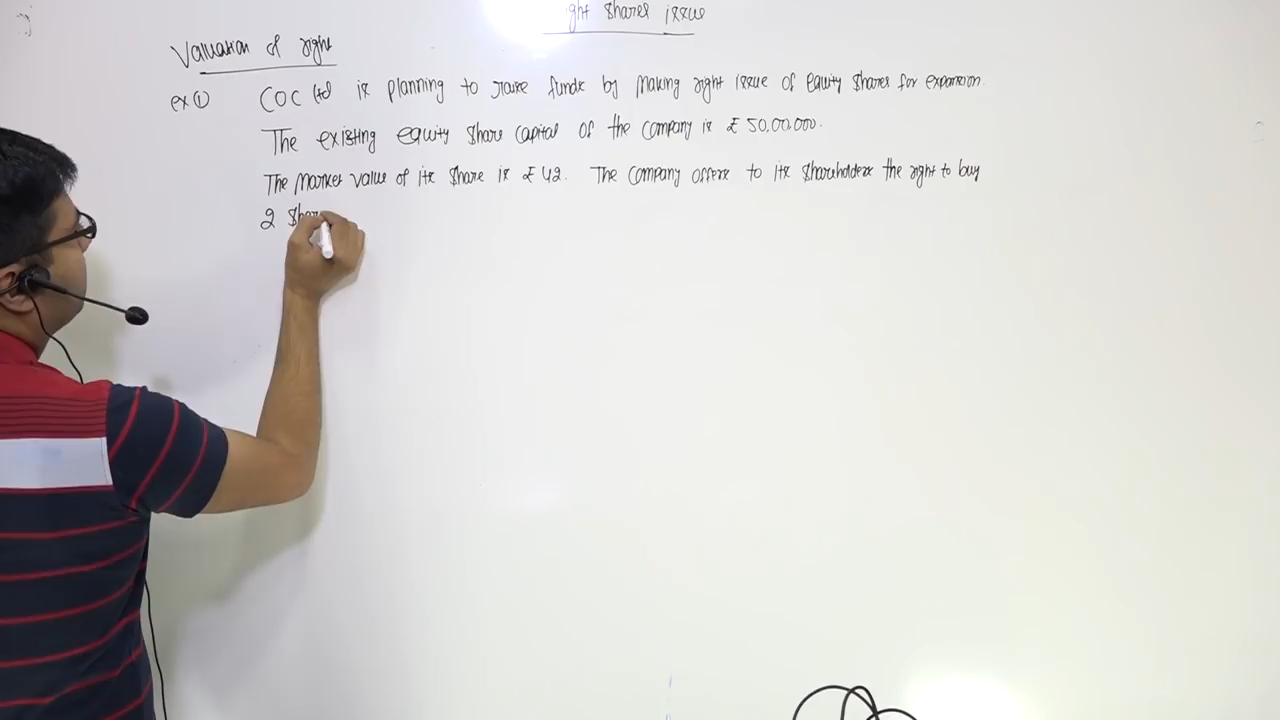 ight shares issue
Valuation of right
ex ① COC Ltd is planning to raise funds by making right issue of equity shares for expansion.
The existing equity share capital of the company is ₹ 50,00,000.
The market value of its share is ₹ 42. The company offers to its shareholders the right to buy
2 shar